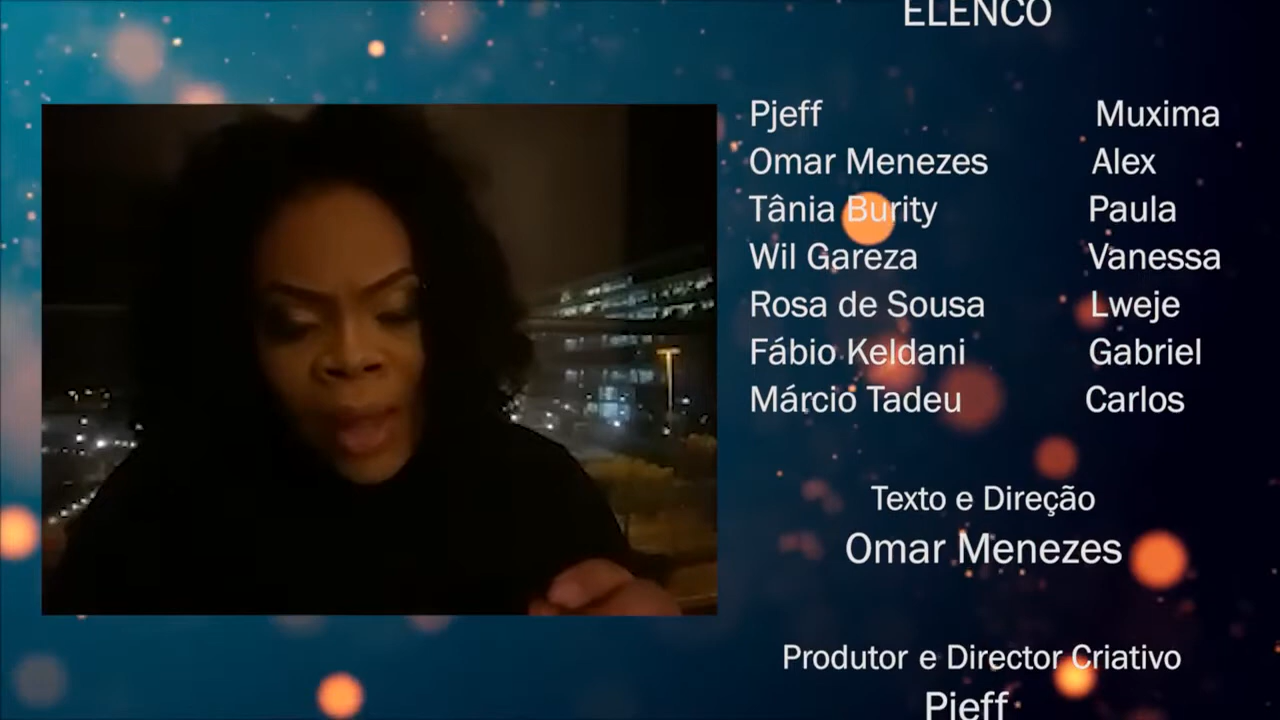 ELENCO
Pjeff Muxima
Omar Menezes Alex
Tânia Burity Paula
Wil Gareza Vanessa
Rosa de Sousa Lweje
Fábio Keldani Gabriel
Márcio Tadeu Carlos
Texto e Direção
Omar Menezes
Produtor e Director Criativo
Pjeff